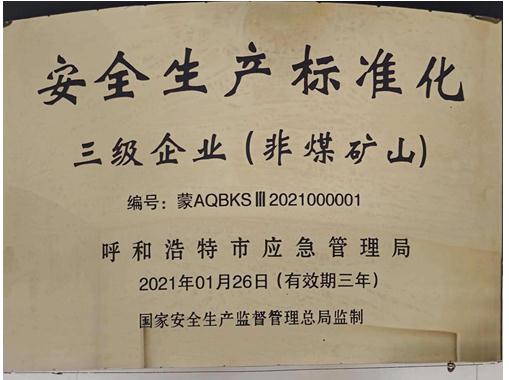 安全生产标准化
三级企业(非煤矿山)
编号:蒙AQBKSⅢ2021000001
呼和浩特市应急管理局
2021年01月26日(有效期三年)
国家安全生产监督管理总局监制